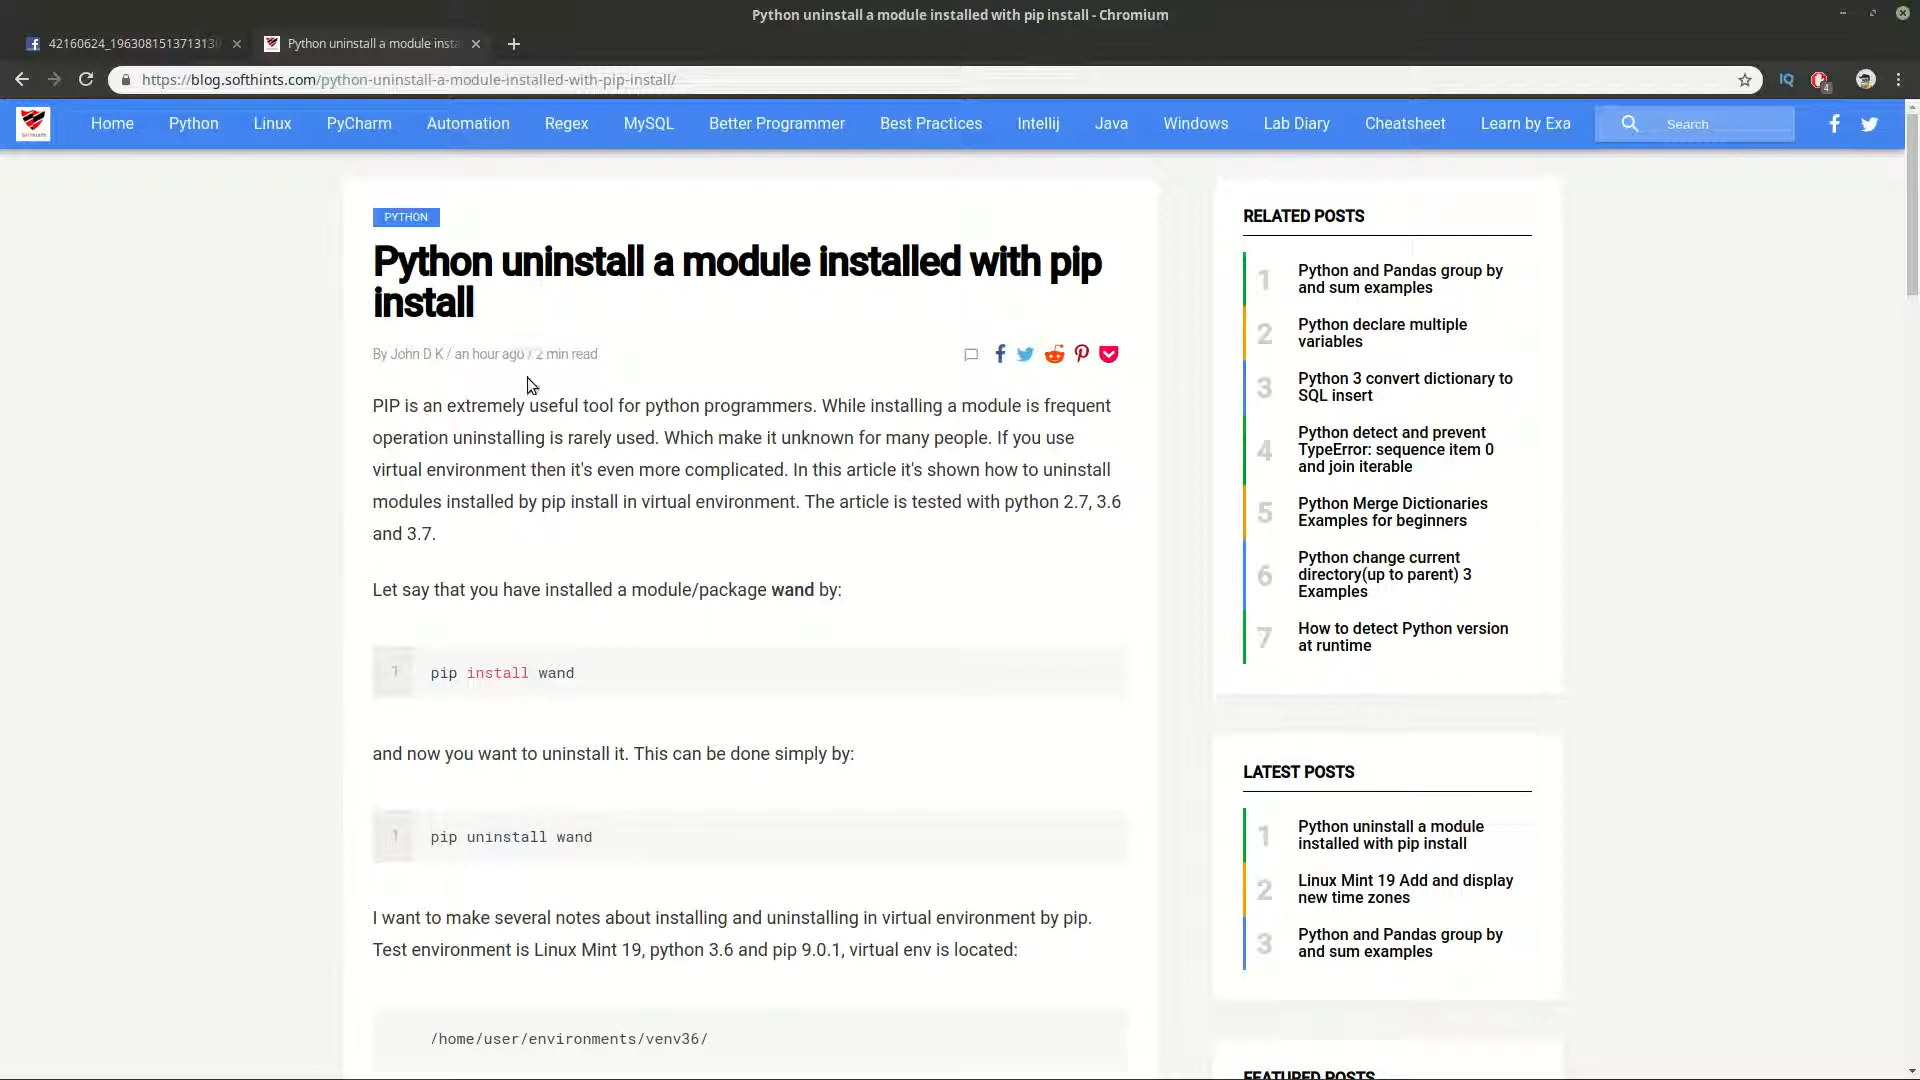 Python uninstall a module installed with pip install - Chromium
42160624_1963081513713130
Python uninstall a module insta
https://blog.softhints.com/python-uninstall-a-module-installed-with-pip-install/
IQ
4
Home Python Linux PyCharm Automation Regex MySQL Better Programmer Best Practices Intellij Java Windows Lab Diary Cheatsheet Learn by Exa Search
PYTHON
Python uninstall a module installed with pip
install
By John D K / an hour ago / 2 min read
PIP is an extremely useful tool for python programmers. While installing a module is frequent
operation uninstalling is rarely used. Which make it unknown for many people. If you use
virtual environment then it's even more complicated. In this article it's shown how to uninstall
modules installed by pip install in virtual environment. The article is tested with python 2.7, 3.6
and 3.7.
Let say that you have installed a module/package wand by:
1 pip install wand
and now you want to uninstall it. This can be done simply by:
1 pip uninstall wand
I want to make several notes about installing and uninstalling in virtual environment by pip.
Test environment is Linux Mint 19, python 3.6 and pip 9.0.1, virtual env is located:
/home/user/environments/venv36/
RELATED POSTS
1 Python and Pandas group by
and sum examples
2 Python declare multiple
variables
3 Python 3 convert dictionary to
SQL insert
4 Python detect and prevent
TypeError: sequence item 0
and join iterable
5 Python Merge Dictionaries
Examples for beginners
6 Python change current
directory(up to parent) 3
Examples
7 How to detect Python version
at runtime
LATEST POSTS
1 Python uninstall a module
installed with pip install
2 Linux Mint 19 Add and display
new time zones
3 Python and Pandas group by
and sum examples
FEATURED POSTS